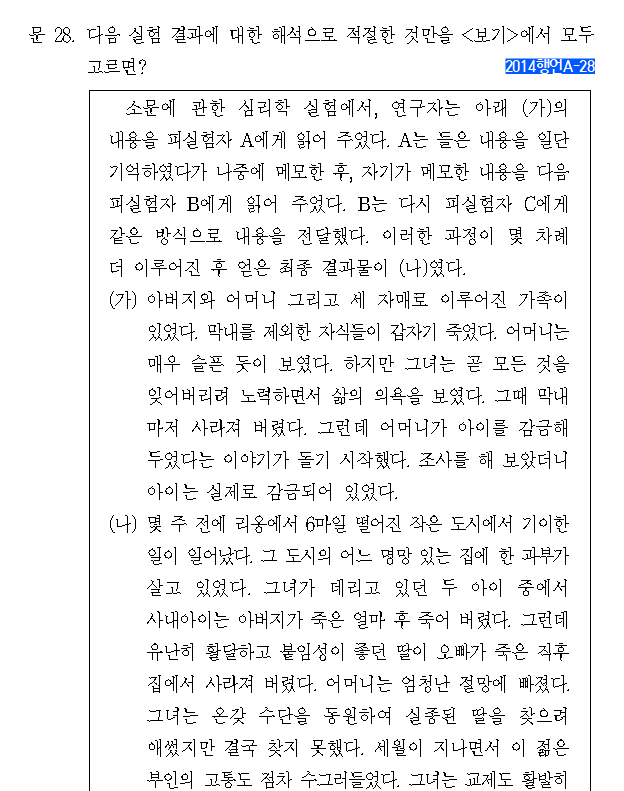 문 28. 다음 실험 결과에 대한 해석으로 적절한 것만을 <보기>에서 모두
고르면?
2014행언A-28
소문에 관한 심리학 실험에서, 연구자는 아래 (가)의
내용을 피실험자 A에게 읽어 주었다. A는 들은 내용을 일단
기억하였다가 나중에 메모한 후, 자기가 메모한 내용을 다음
피실험자 B에게 읽어 주었다. B는 다시 피실험자 C에게
같은 방식으로 내용을 전달했다. 이러한 과정이 몇 차례
더 이루어진 후 얻은 최종 결과물이 (나)였다.
(가) 아버지와 어머니 그리고 세 자매로 이루어진 가족이
있었다. 막내를 제외한 자식들이 갑자기 죽었다. 어머니는
매우 슬픈 듯이 보였다. 하지만 그녀는 곧 모든 것을
잊어버리려 노력하면서 삶의 의욕을 보였다. 그때 막내
마저 사라져 버렸다. 그런데 어머니가 아이를 감금해
두었다는 이야기가 돌기 시작했다. 조사를 해 보았더니
아이는 실제로 감금되어 있었다.
(나) 몇 주 전에 리옹에서 6마일 떨어진 작은 도시에서 기이한
일이 일어났다. 그 도시의 어느 명망 있는 집에 한 과부가
살고 있었다. 그녀가 데리고 있던 두 아이 중에서
사내아이는 아버지가 죽은 얼마 후 죽어 버렸다. 그런데
유난히 활달하고 붙임성이 좋던 딸이 오빠가 죽은 직후
집에서 사라져 버렸다. 어머니는 엄청난 절망에 빠졌다.
그녀는 온갖 수단을 동원하여 실종된 딸을 찾으려
애썼지만 결국 찾지 못했다. 세월이 지나면서 이 젊은
부인의 고통도 점차 수그러들었다. 그녀는 교제도 활발히